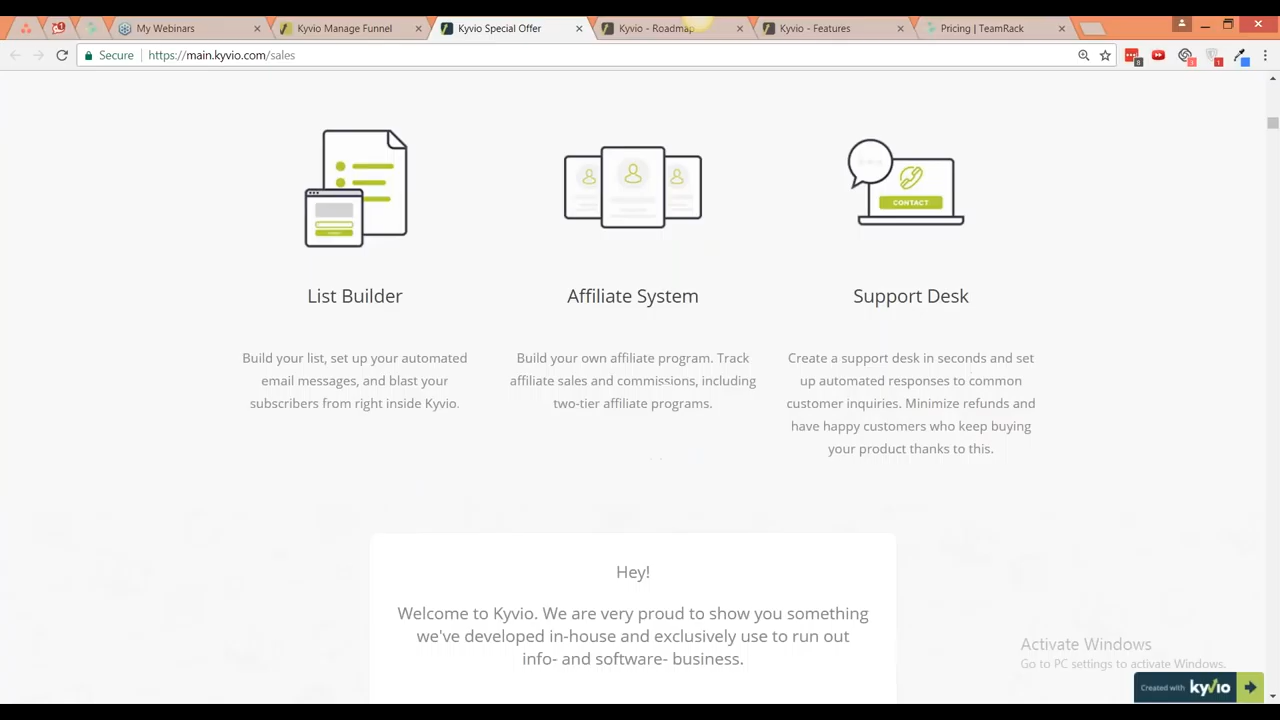 My Webinars
Kyvio Manage Funnel
Kyvio Special Offer
Kyvio - Roadmap
Kyvio - Features
Pricing | TeamRack
Secure
https://main.kyvio.com/sales
CONTACT
List Builder
Affiliate System
Support Desk
Build your list, set up your automated
email messages, and blast your
subscribers from right inside Kyvio.
Build your own affiliate program. Track
affiliate sales and commissions, including
two-tier affiliate programs.
Create a support desk in seconds and set
up automated responses to common
customer inquiries. Minimize refunds and
have happy customers who keep buying
your product thanks to this.
Hey!
Welcome to Kyvio. We are very proud to show you something
we've developed in-house and exclusively use to run out
info- and software- business.
Activate Windows
Go to PC settings to activate Windows.
Created with kyvio